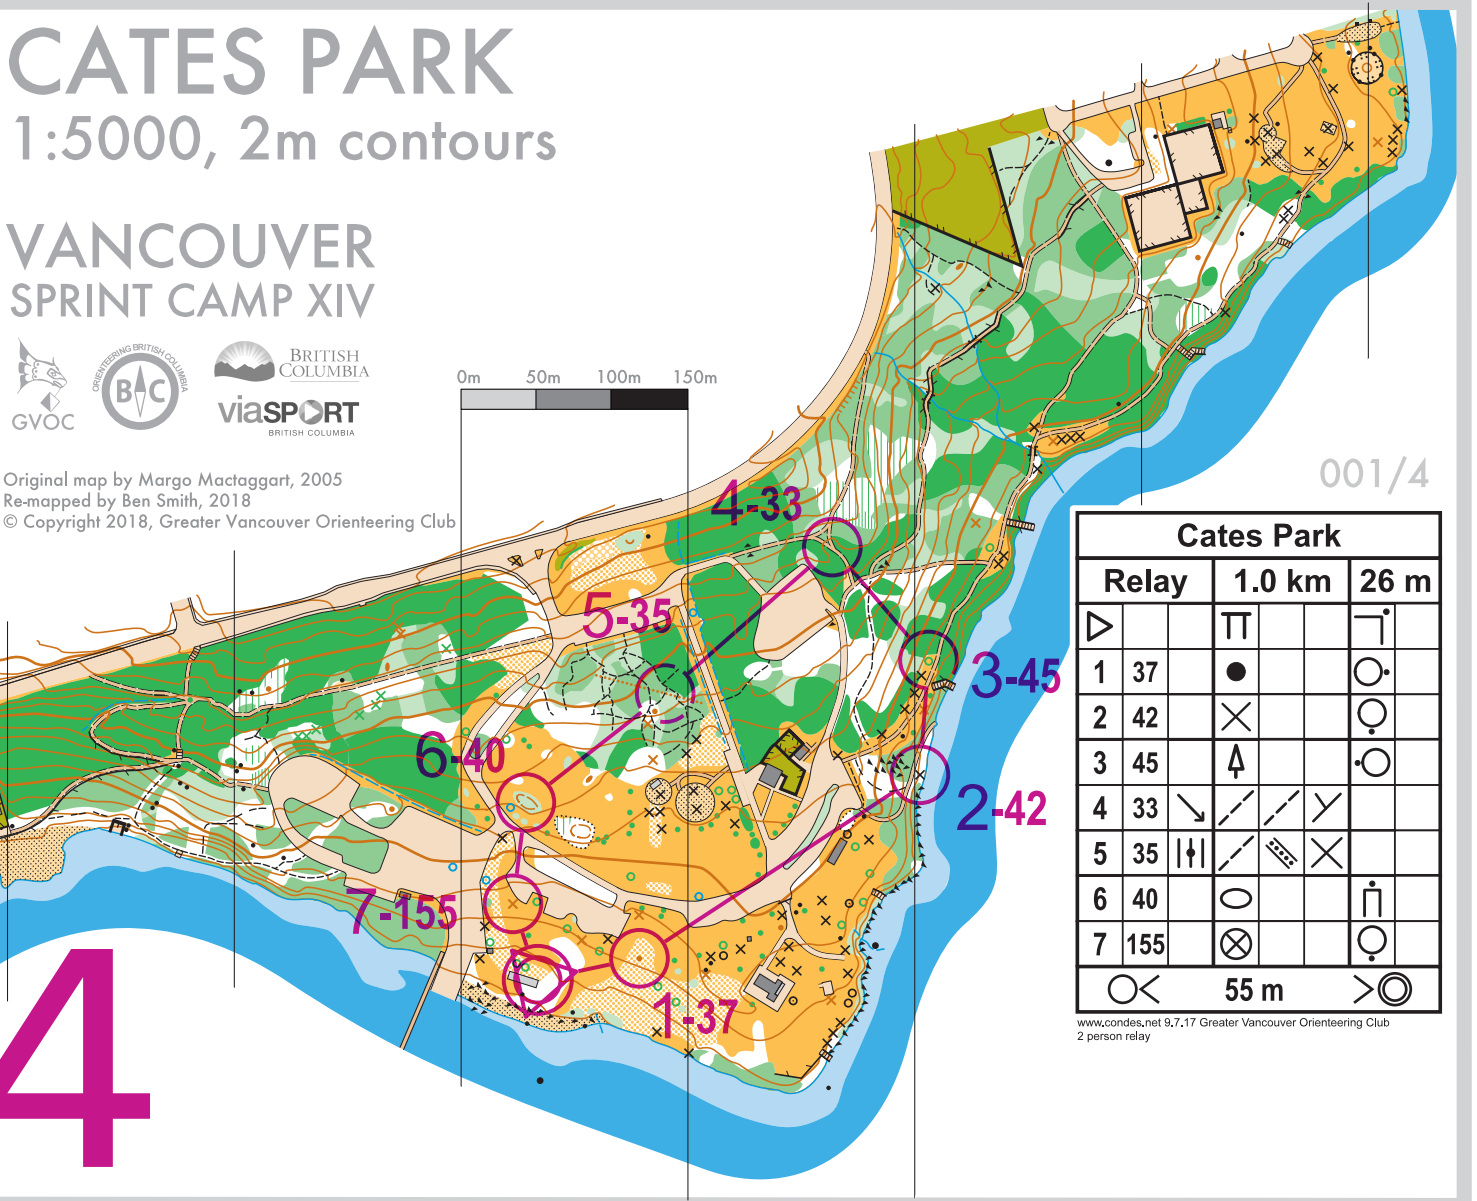 CATES PARK
1:5000, 2m contours
VANCOUVER
SPRINT CAMP XIV
GVOC
ORIENTEERING BRITISH COLUMBIA
B C
BRITISH
COLUMBIA
viaSPORT
BRITISH COLUMBIA
0m 50m 100m 150m
Original map by Margo Mactaggart, 2005
Re-mapped by Ben Smith, 2018
© Copyright 2018, Greater Vancouver Orienteering Club
001/4
4-33
5-35
3-45
6-40
2-42
7-155
1-37
4
Cates Park
Relay 1.0 km 26 m
1 37
2 42
3 45
4 33
5 35
6 40
7 155
55 m
www.condes.net 9.7.17 Greater Vancouver Orienteering Club
2 person relay